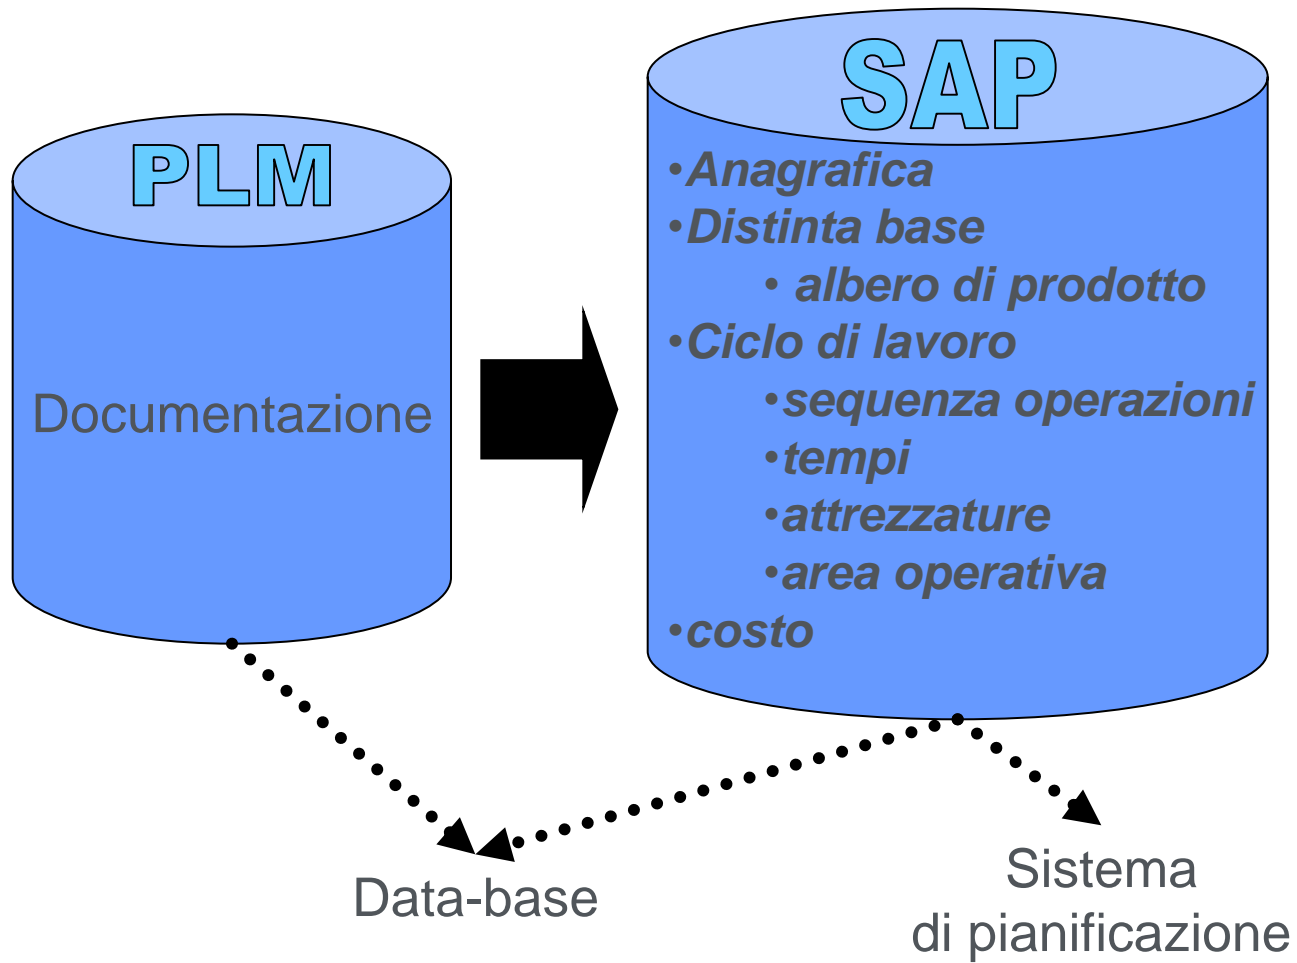 PLM
Documentazione
SAP
•Anagrafica
•Distinta base
• albero di prodotto
•Ciclo di lavoro
•sequenza operazioni
•tempi
•attrezzature
•area operativa
•costo
Data-base
Sistema
di pianificazione